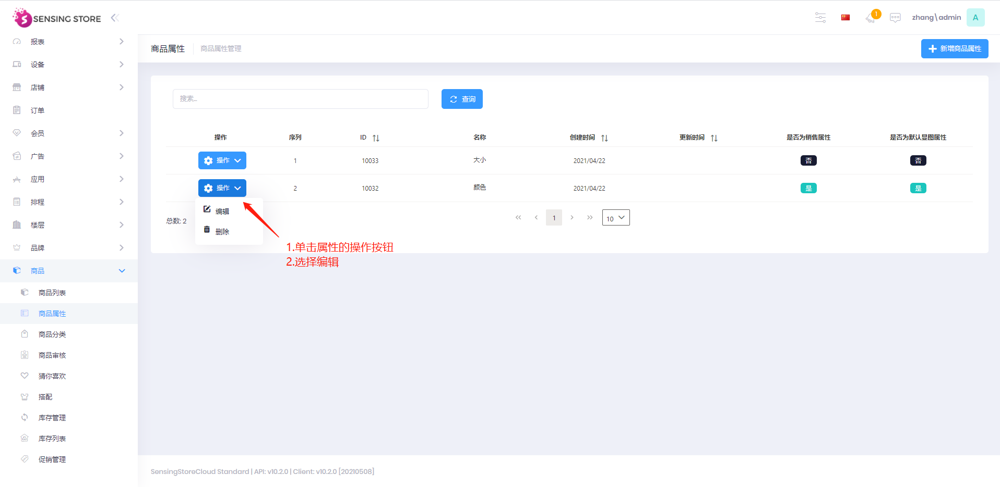 SENSING STORE
1
zhang\admin
A
报表
设备
店铺
订单
会员
广告
应用
排程
楼层
品牌
商品
商品列表
商品属性
商品分类
商品审核
猜你喜欢
搭配
库存管理
库存列表
促销管理
商品属性 商品属性管理
新增商品属性
搜索...
查询
操作 序列 ID 名称 创建时间 更新时间 是否为销售属性 是否为默认显图属性
操作 1 10033 大小 2021/04/22 否 否
操作 2 10032 颜色 2021/04/22 是 是
编辑
删除
总数: 2
1
10
1.单击属性的操作按钮
2.选择编辑
SensingStoreCloud Standard | API: v10.2.0 | Client: v10.2.0 [20210508]